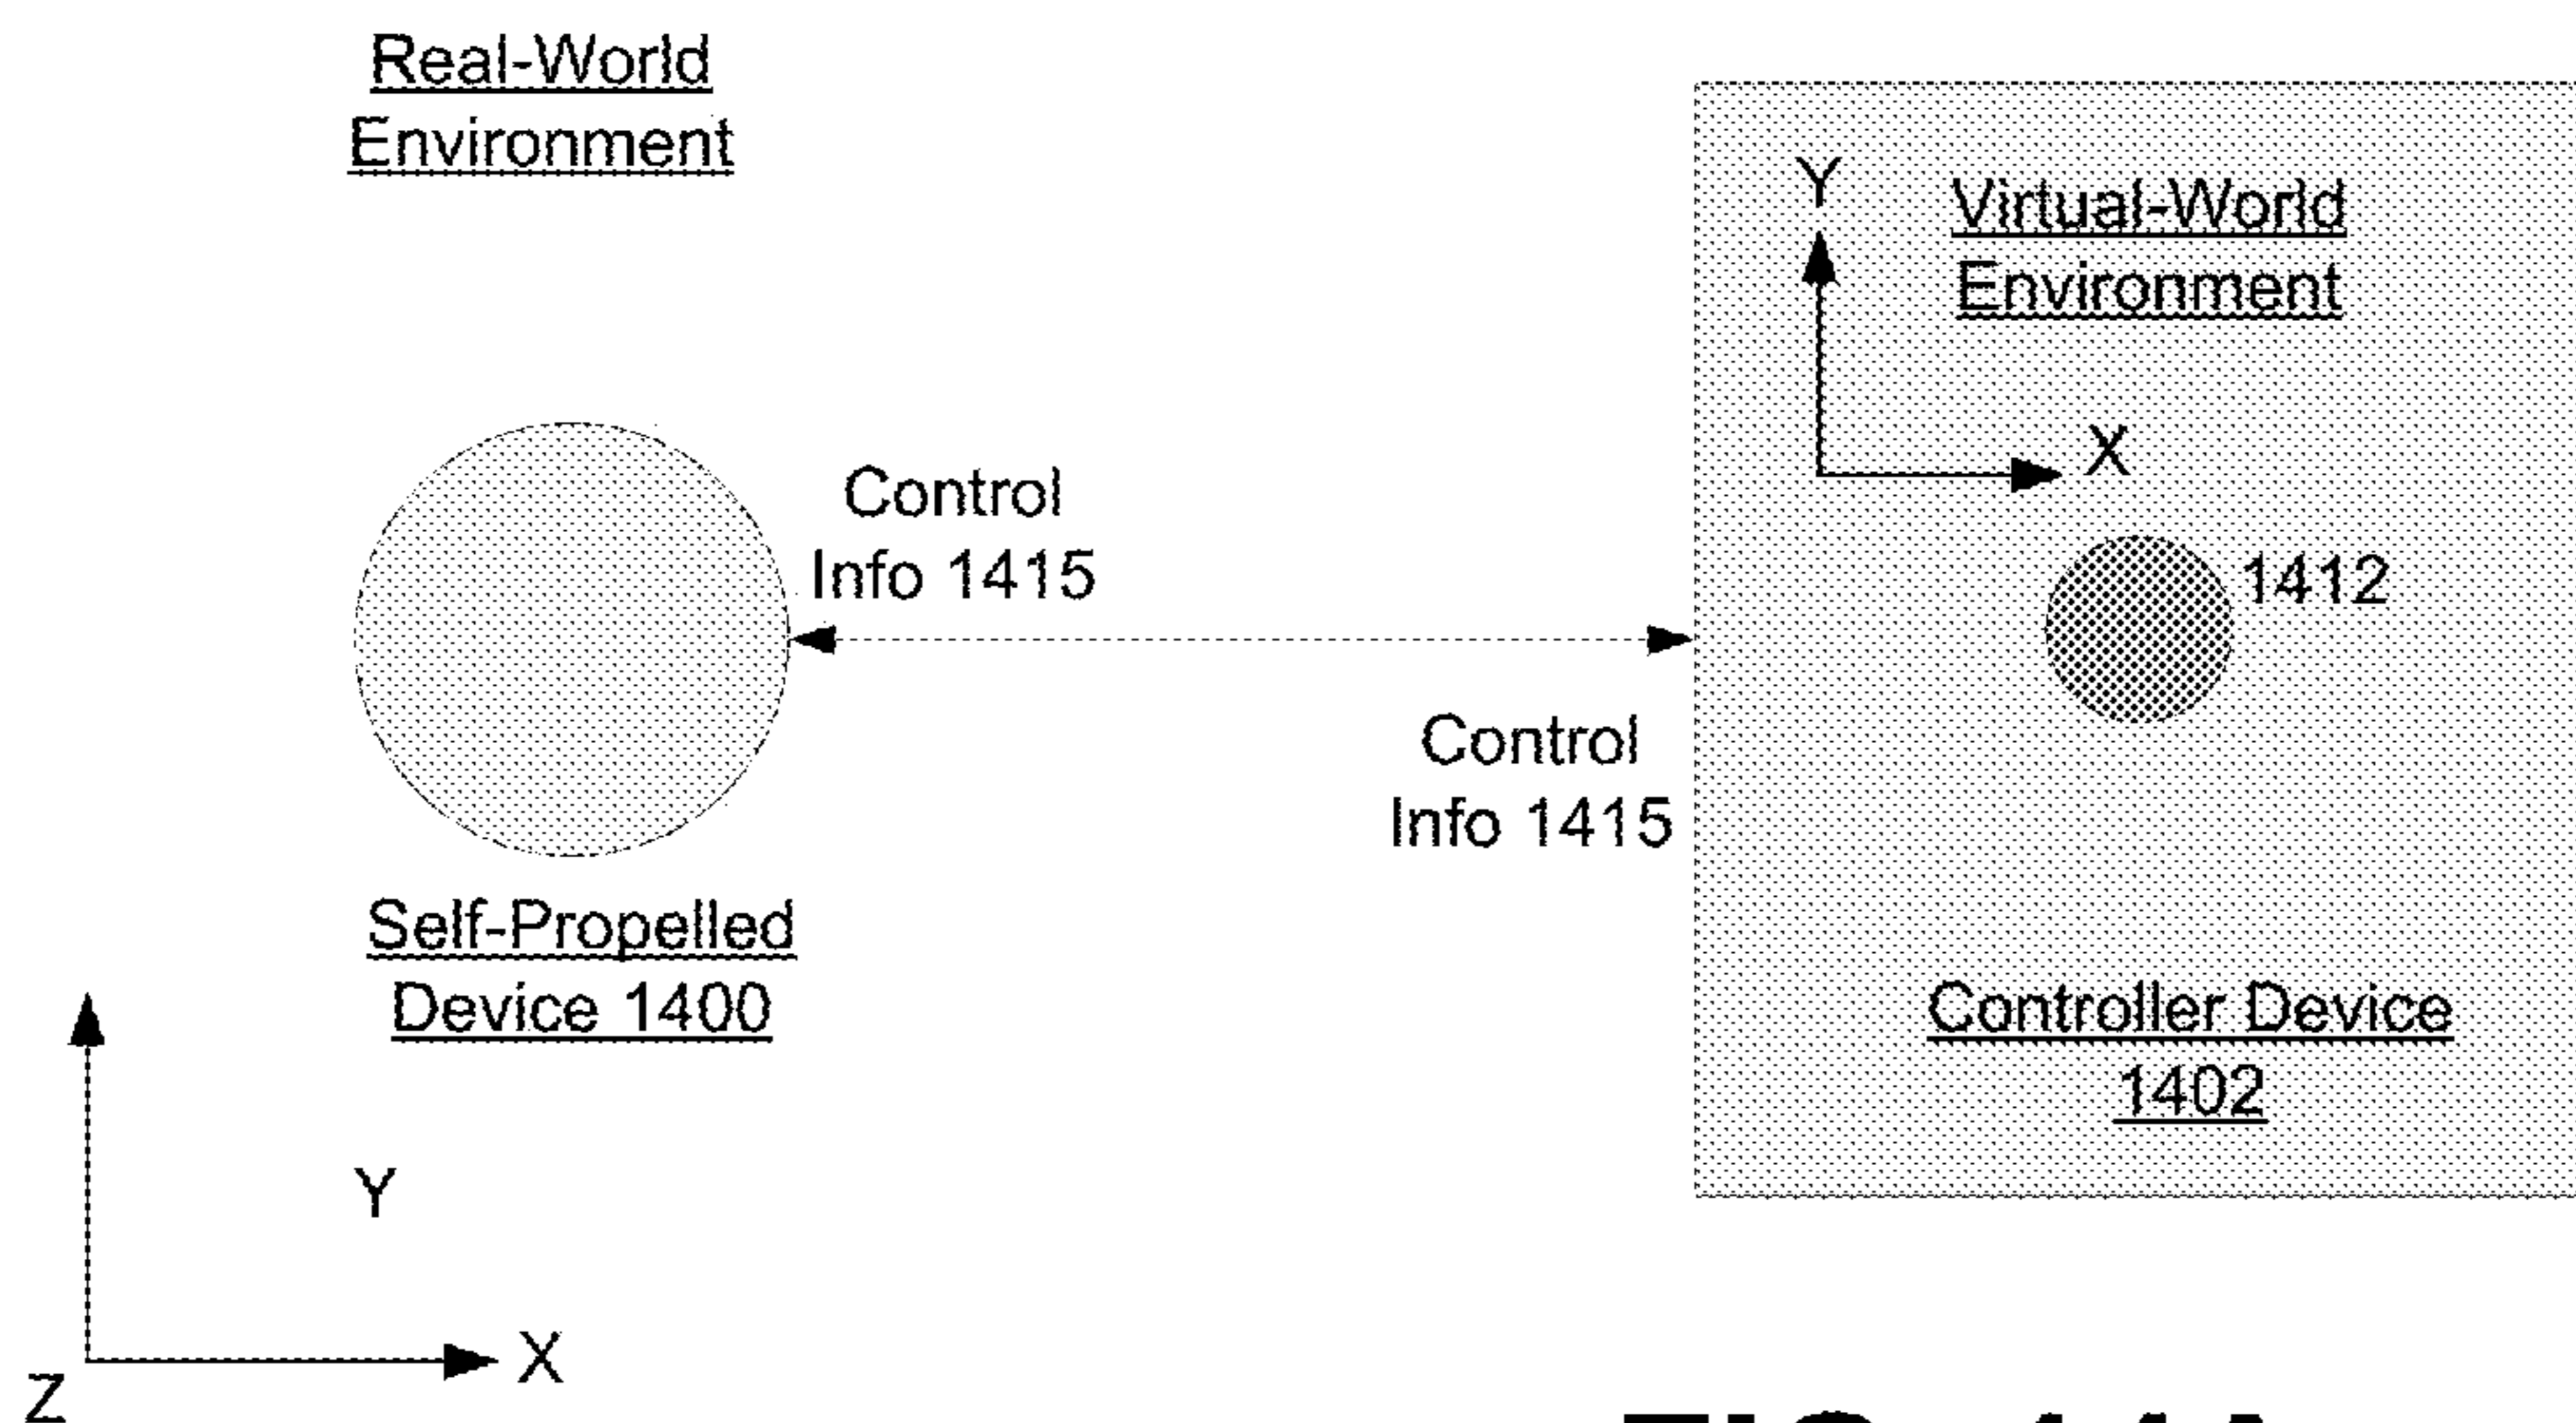 Real-World
Environment
Y
Virtual-World
Environment
X
Control
Info 1415
1412
Control
Info 1415
Self-Propelled
Device 1400
Controller Device
1402
Y
X
Z